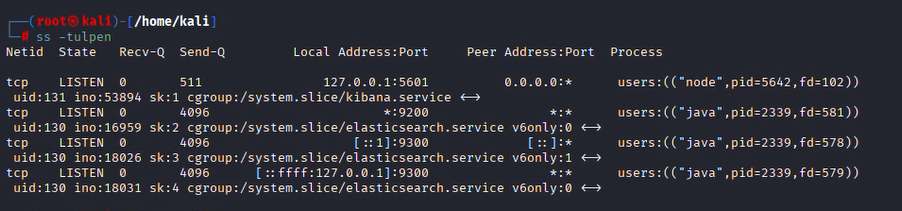 ┌──(root㉿kali)-[/home/kali]
└─# ss -tulpen
Netid State Recv-Q Send-Q Local Address:Port Peer Address:Port Process
tcp LISTEN 0 511 127.0.0.1:5601 0.0.0.0:* users:(("node",pid=5642,fd=102))
uid:131 ino:53894 sk:1 cgroup:/system.slice/kibana.service <->
tcp LISTEN 0 4096 *:9200 *:* users:(("java",pid=2339,fd=581))
uid:130 ino:16959 sk:2 cgroup:/system.slice/elasticsearch.service v6only:0 <->
tcp LISTEN 0 4096 [::1]:9300 [::]:* users:(("java",pid=2339,fd=578))
uid:130 ino:18026 sk:3 cgroup:/system.slice/elasticsearch.service v6only:1 <->
tcp LISTEN 0 4096 [::ffff:127.0.0.1]:9300 *:* users:(("java",pid=2339,fd=579))
uid:130 ino:18031 sk:4 cgroup:/system.slice/elasticsearch.service v6only:0 <->